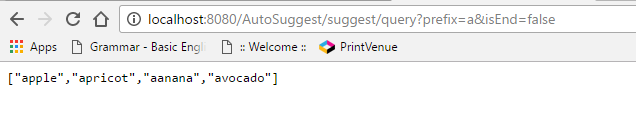 localhost:8080/AutoSuggest/suggest/query?prefix=a&isEnd=false
Apps Grammar - Basic Engl :: Welcome :: PrintVenue
["apple","apricot","aanana","avocado"]